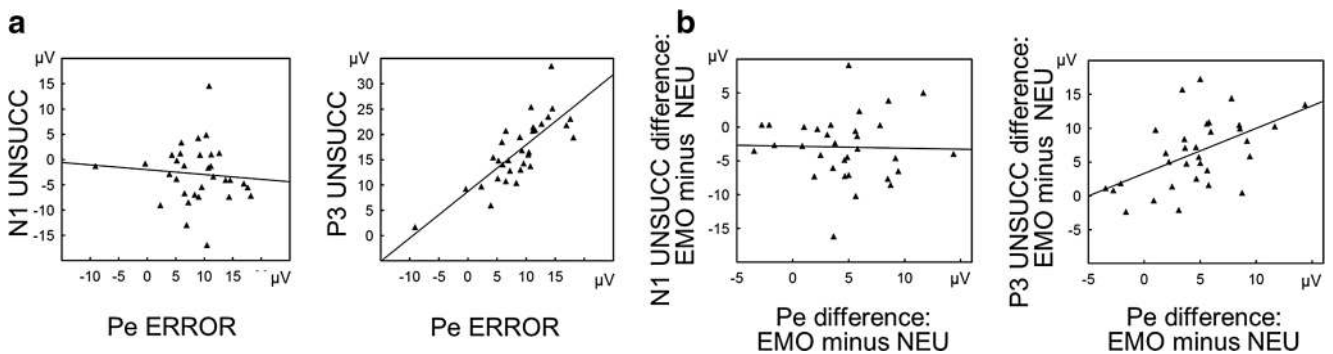 a
µV
N1 UNSUCC
15
10
5
0
-5
-10
-15
-10 -5 0 5 10 15 µV
Pe ERROR
µV
P3 UNSUCC
30
25
20
15
10
5
0
-10 -5 0 5 10 15 20 µV
Pe ERROR
b
µV
N1 UNSUCC difference:
EMO minus NEU
10
5
0
-5
-10
-15
-5 0 5 10 µV
Pe difference:
EMO minus NEU
µV
P3 UNSUCC difference:
EMO minus NEU
15
10
5
0
-5
-5 0 5 10 µV
Pe difference:
EMO minus NEU